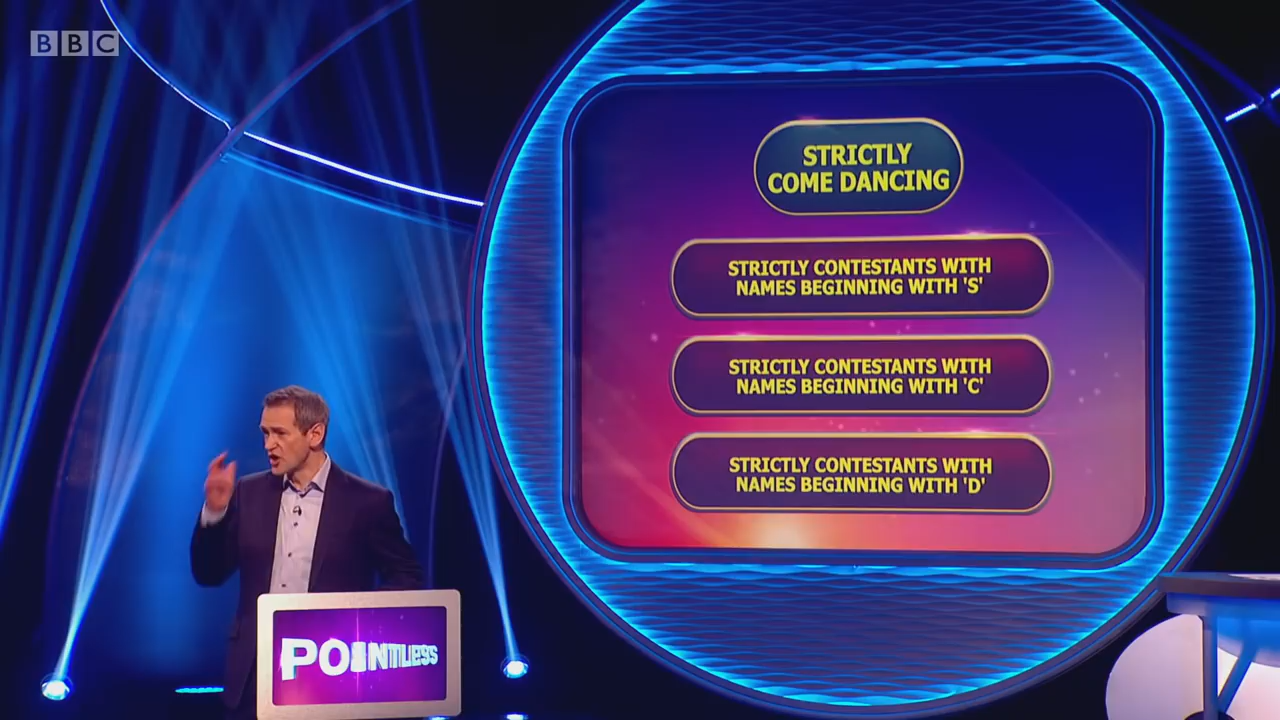 BBC
STRICTLY
COME DANCING
STRICTLY CONTESTANTS WITH
NAMES BEGINNING WITH 'S'
STRICTLY CONTESTANTS WITH
NAMES BEGINNING WITH 'C'
STRICTLY CONTESTANTS WITH
NAMES BEGINNING WITH 'D'
POINTLESS